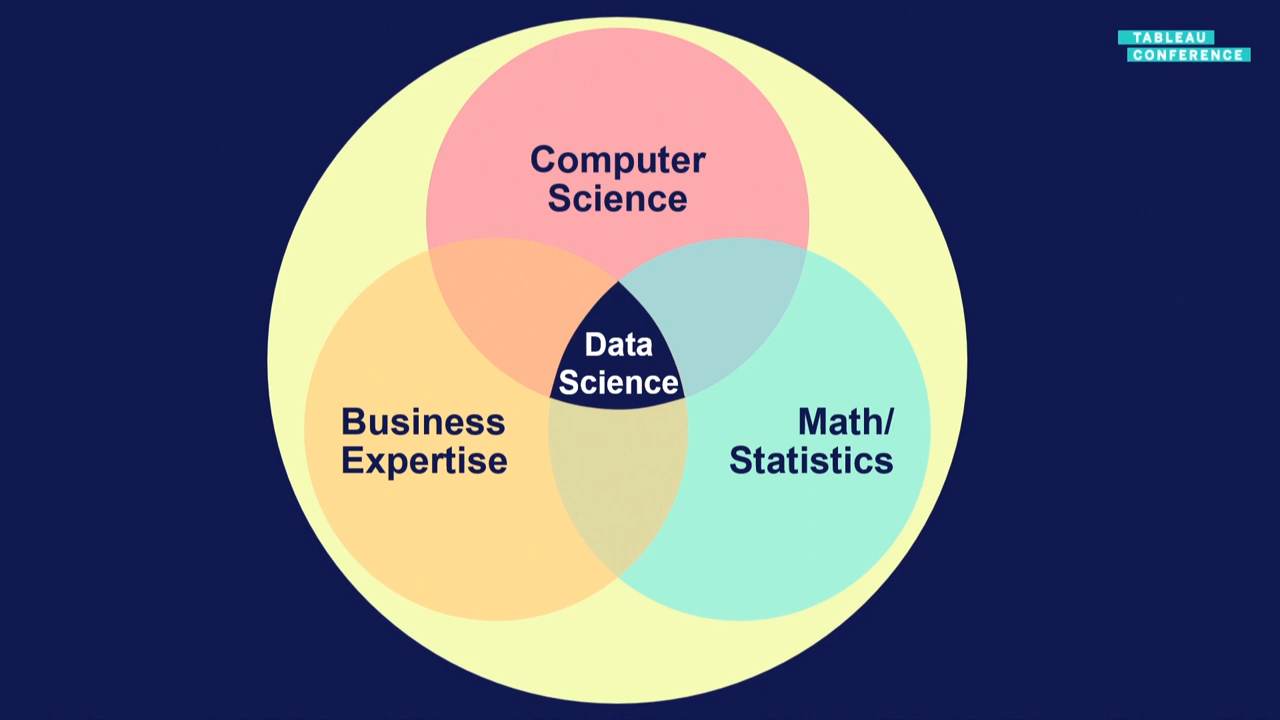 TABLEAU
CONFERENCE
Computer
Science
Data
Science
Business
Expertise
Math/
Statistics